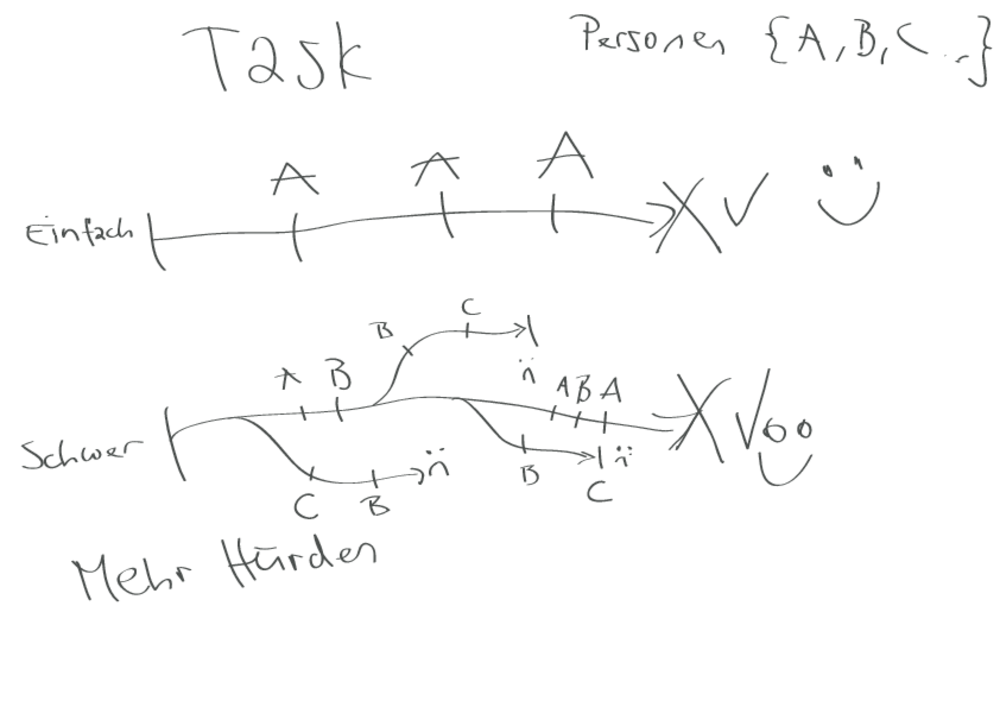 Task
Personen {A, B, C ..}
A A A
Einfach X
C
B
A B
A B A
Schwer X
B
C B
C
Mehr Hürden